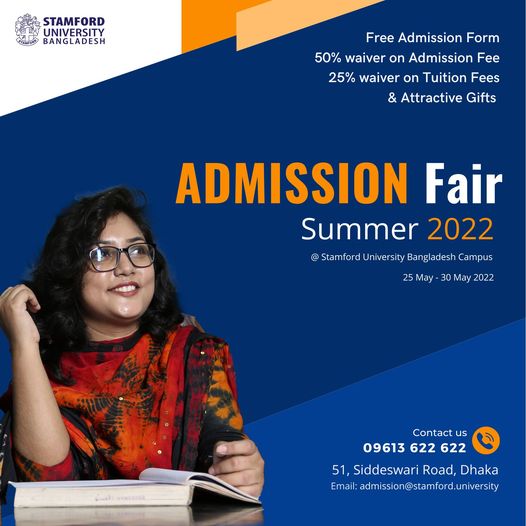 STAMFORD
UNIVERSITY
BANGLADESH
Free Admission Form
50% waiver on Admission Fee
25% waiver on Tuition Fees
& Attractive Gifts
ADMISSION Fair
Summer 2022
@ Stamford University Bangladesh Campus
25 May - 30 May 2022
Contact us
09613 622 622
51, Siddeswari Road, Dhaka
Email: admission@stamford.university